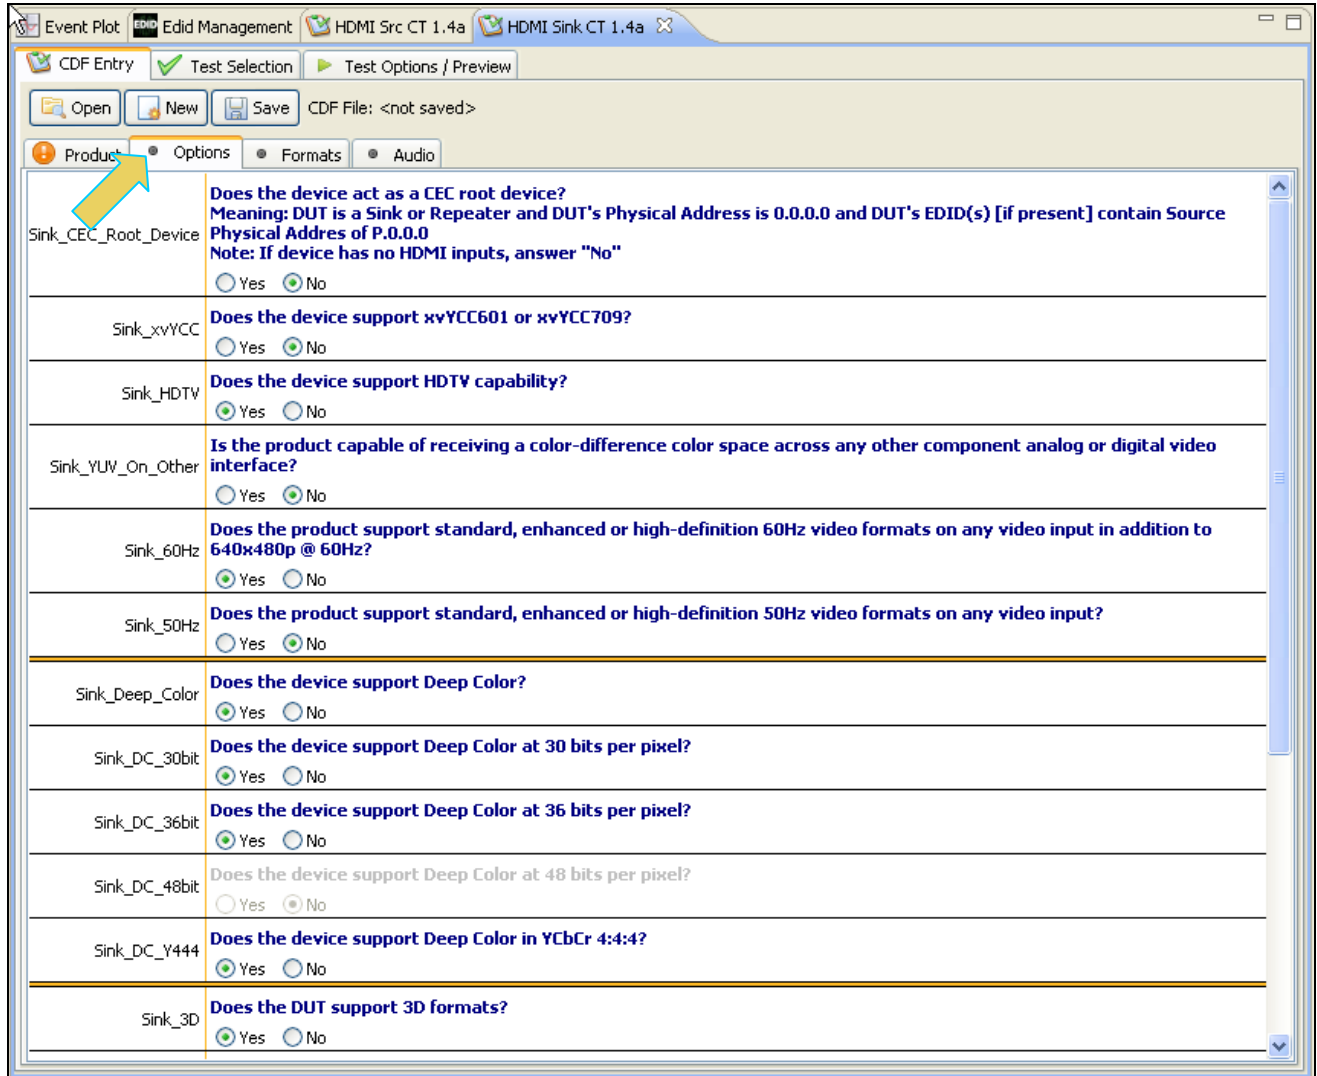 Event Plot EDID Edid Management HDMI Src CT 1.4a HDMI Sink CT 1.4a
CDF Entry Test Selection Test Options / Preview
Open New Save CDF File: <not saved>
Product Options Formats Audio
Does the device act as a CEC root device?
Meaning: DUT is a Sink or Repeater and DUT's Physical Address is 0.0.0.0 and DUT's EDID(s) [if present] contain Source
Sink_CEC_Root_Device Physical Addres of P.0.0.0
Note: If device has no HDMI inputs, answer "No"
Yes No
Sink_xvYCC Does the device support xvYCC601 or xvYCC709?
Yes No
Sink_HDTV Does the device support HDTV capability?
Yes No
Is the product capable of receiving a color-difference color space across any other component analog or digital video
Sink_YUV_On_Other interface?
Yes No
Does the product support standard, enhanced or high-definition 60Hz video formats on any video input in addition to
Sink_60Hz 640x480p @ 60Hz?
Yes No
Sink_50Hz Does the product support standard, enhanced or high-definition 50Hz video formats on any video input?
Yes No
Sink_Deep_Color Does the device support Deep Color?
Yes No
Sink_DC_30bit Does the device support Deep Color at 30 bits per pixel?
Yes No
Sink_DC_36bit Does the device support Deep Color at 36 bits per pixel?
Yes No
Sink_DC_48bit Does the device support Deep Color at 48 bits per pixel?
Yes No
Sink_DC_Y444 Does the device support Deep Color in YCbCr 4:4:4?
Yes No
Sink_3D Does the DUT support 3D formats?
Yes No